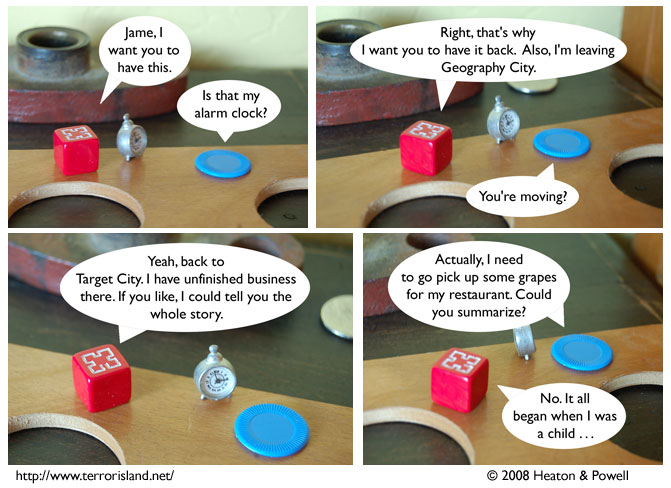 Jame, I
want you to
have this.
Is that my
alarm clock?
Right, that's why
I want you to have it back.  Also, I'm leaving
Geography City.
You're moving?
Yeah, back to
Target City. I have unfinished business
there. If you like, I could tell you the
whole story.
Actually, I need
to go pick up some grapes
for my restaurant. Could
you summarize?
No. It all
began when I was
a child . . .
http://www.terrorisland.net/
© 2008 Heaton & Powell